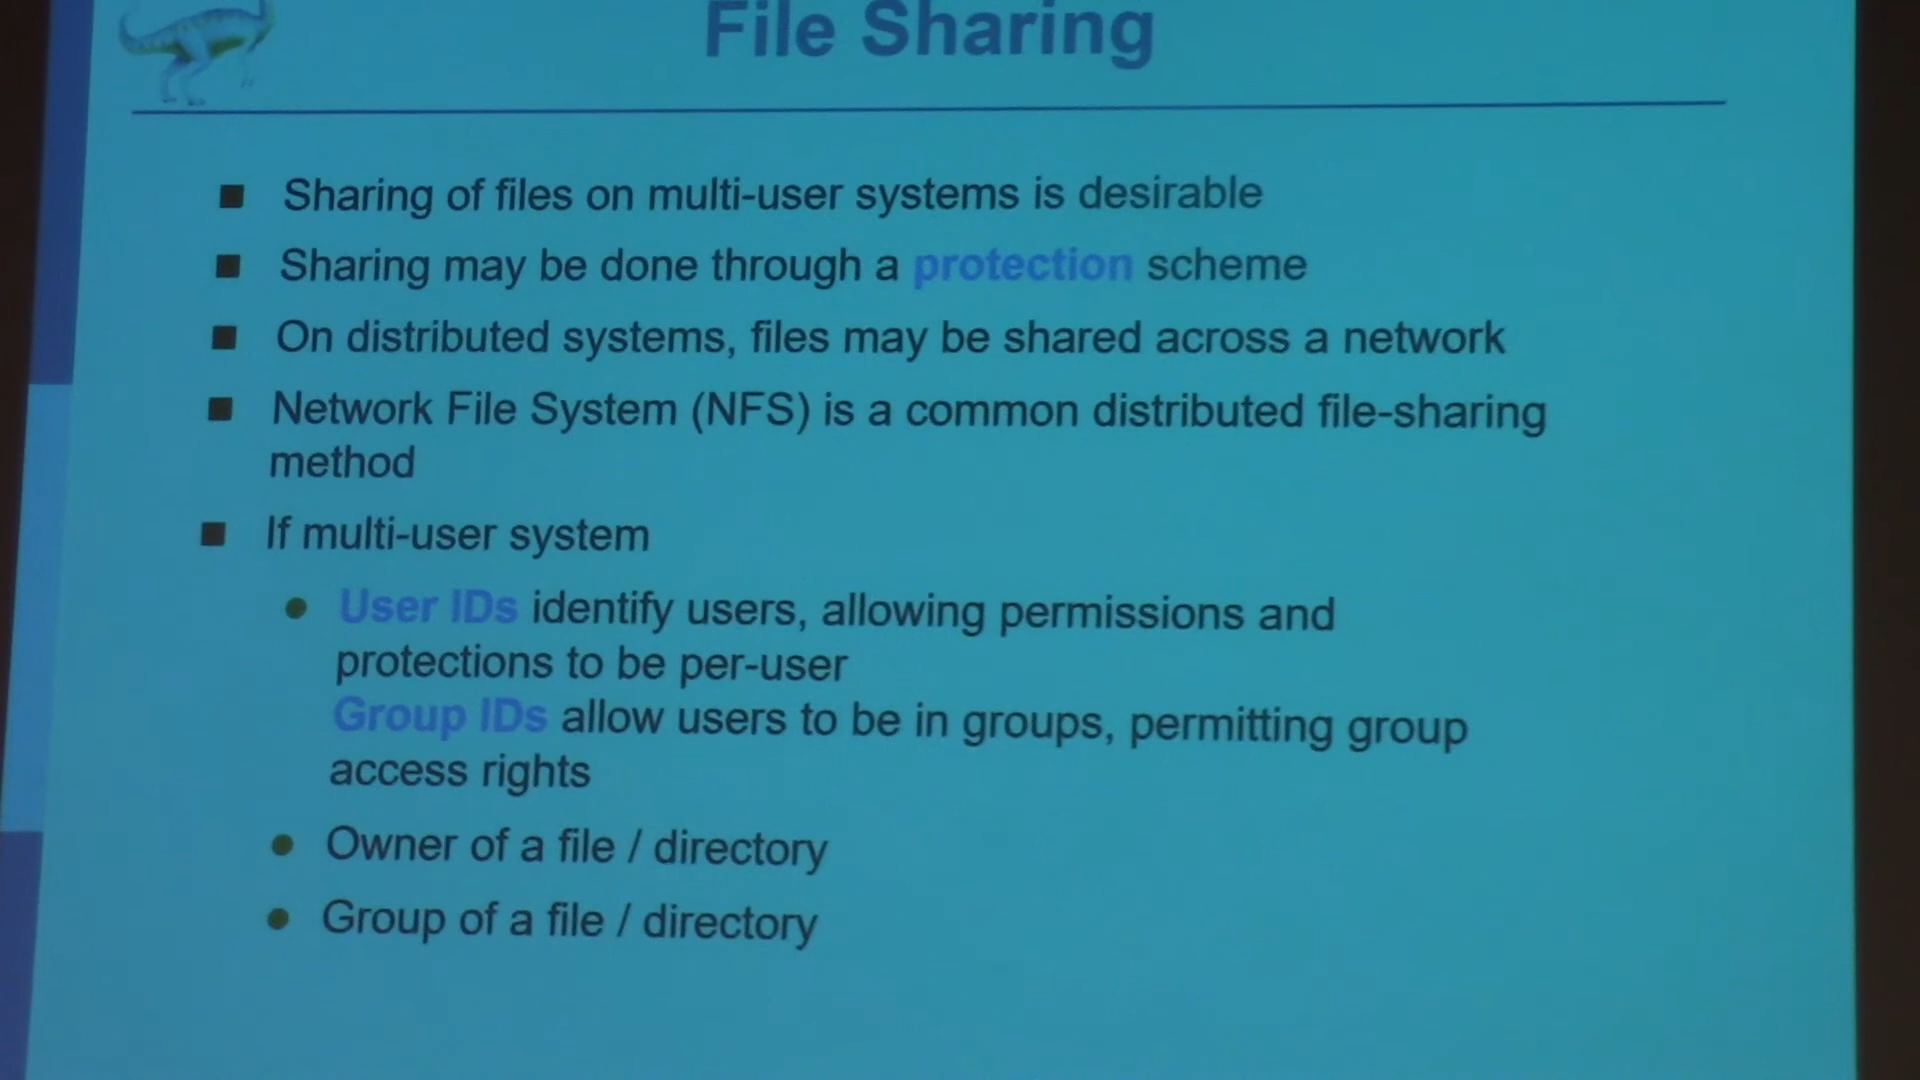 File Sharing
■ Sharing of files on multi-user systems is desirable
■ Sharing may be done through a protection scheme
■ On distributed systems, files may be shared across a network
■ Network File System (NFS) is a common distributed file-sharing
method
■ If multi-user system
● User IDs identify users, allowing permissions and
protections to be per-user
Group IDs allow users to be in groups, permitting group
access rights
● Owner of a file / directory
● Group of a file / directory